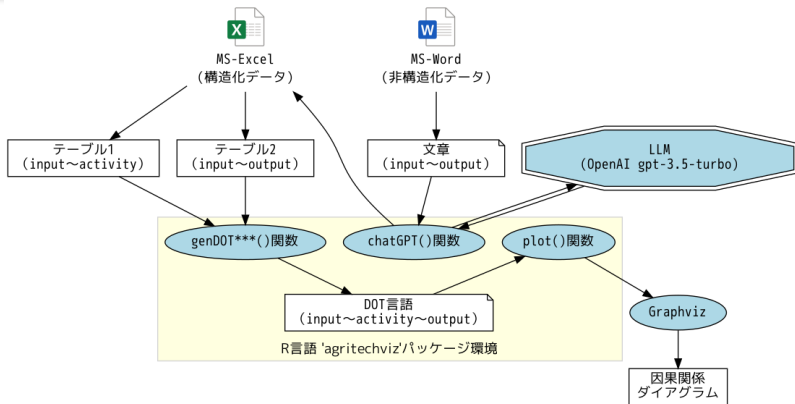 MS-Excel
(構造化データ)
MS-Word
(非構造化データ)
テーブル1
(input～activity)
テーブル2
(input～output)
文章
(input～output)
LLM
(OpenAI gpt-3.5-turbo)
genDOT***()関数
chatGPT()関数
plot()関数
DOT言語
(input～activity～output)
Graphviz
R言語 'agritechviz'パッケージ環境
因果関係
ダイアグラム